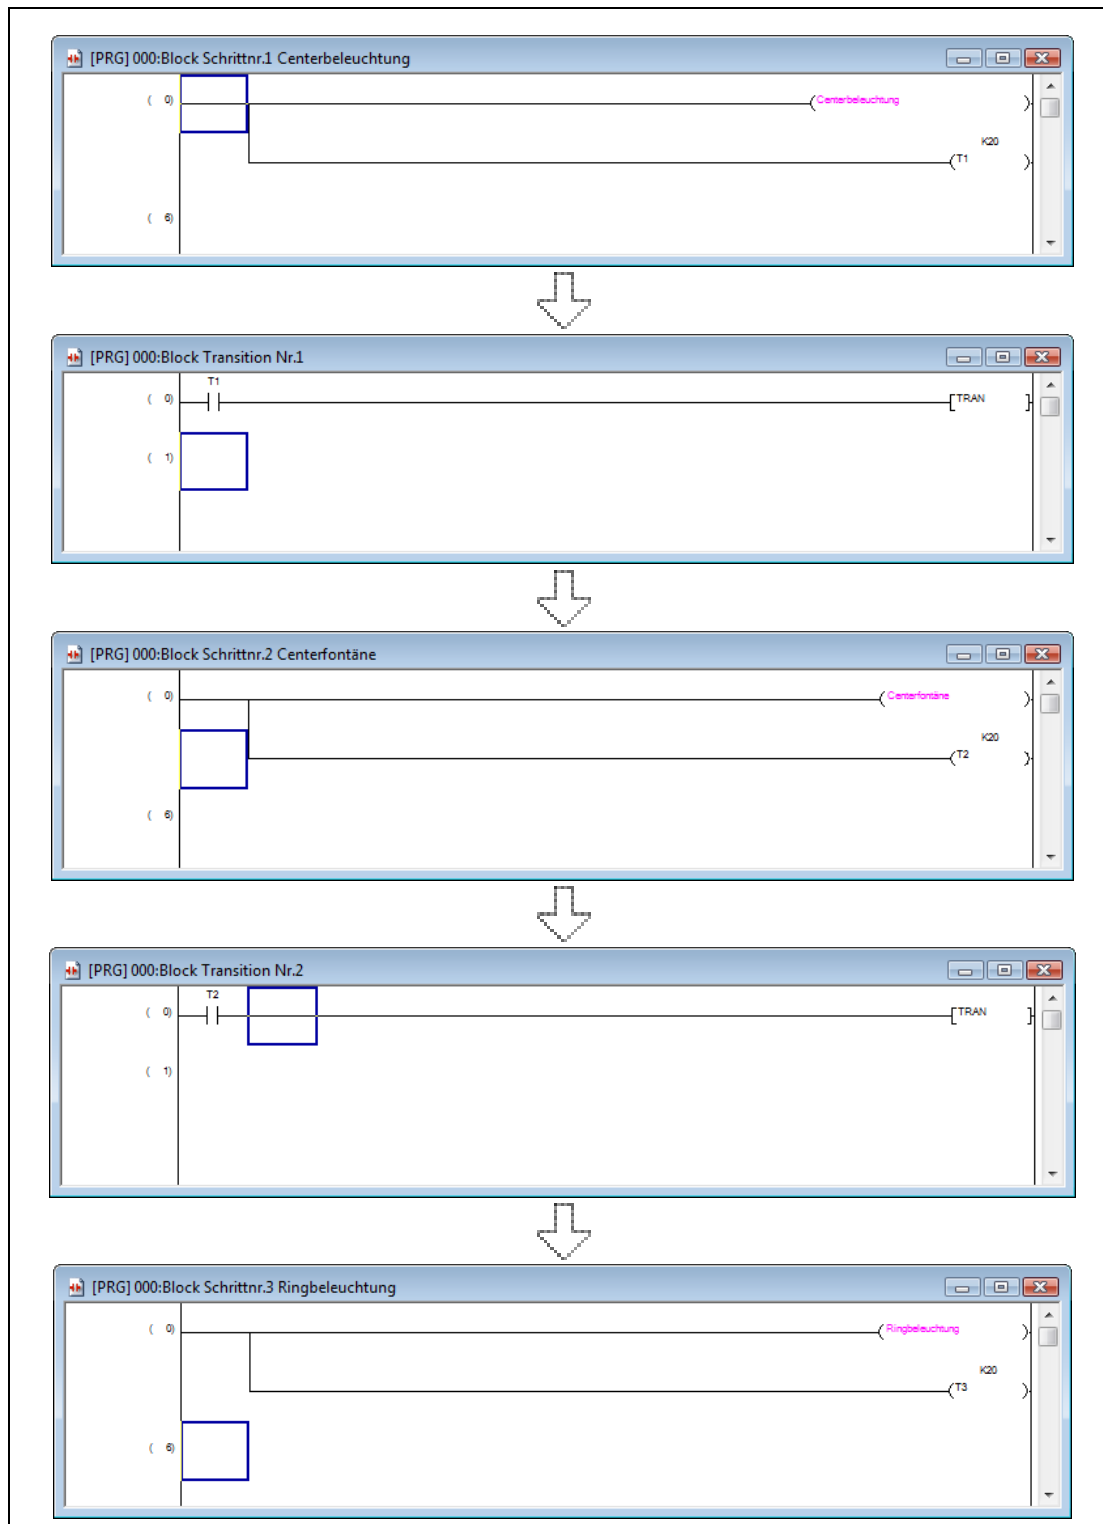 [PRG] 000:Block Schrittnr.1 Centerbeleuchtung
( 0) (Centerbeleuchtung )
K20
(T1 )
( 6)
[PRG] 000:Block Transition Nr.1
T1
( 0) [TRAN ]
( 1)
[PRG] 000:Block Schrittnr.2 Centerfontäne
( 0) (Centerfontäne )
K20
(T2 )
( 6)
[PRG] 000:Block Transition Nr.2
T2
( 0) [TRAN ]
( 1)
[PRG] 000:Block Schrittnr.3 Ringbeleuchtung
( 0) (Ringbeleuchtung )
K20
(T3 )
( 6)